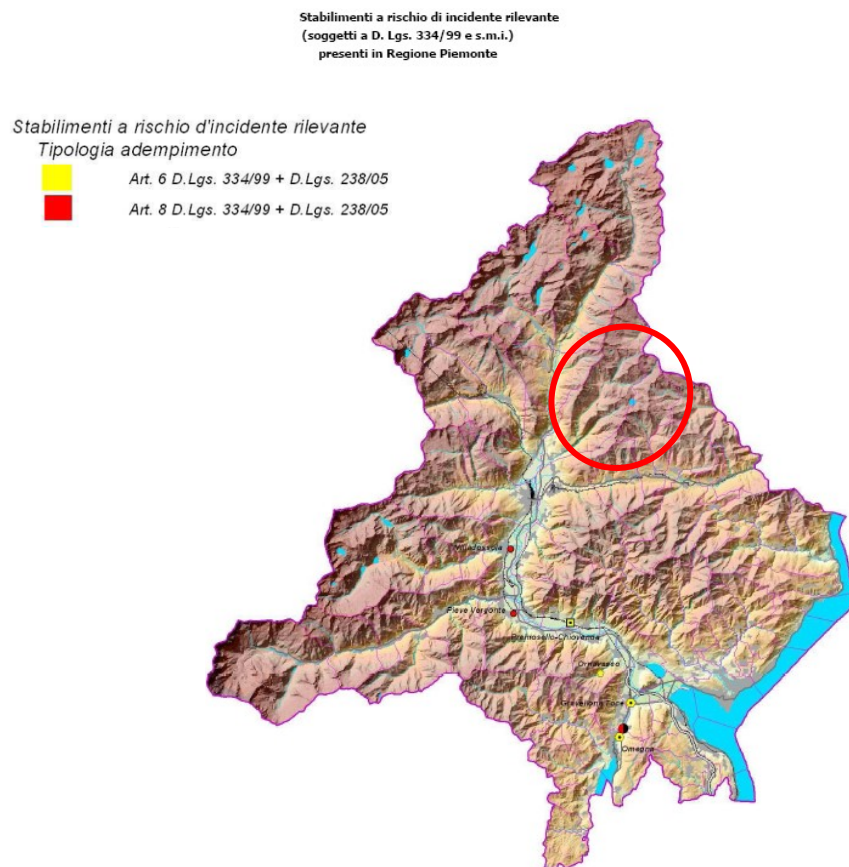 Stabilimenti a rischio di incidente rilevante
(soggetti a D. Lgs. 334/99 e s.m.i.)
presenti in Regione Piemonte
Stabilimenti a rischio d'incidente rilevante
Tipologia adempimento
Art. 6 D.Lgs. 334/99 + D.Lgs. 238/05
Art. 8 D.Lgs. 334/99 + D.Lgs. 238/05
Villadossola
Pieve Vergonte
Premosello-Chiovenda
Ornavasso
Gravellona Toce
Omegna